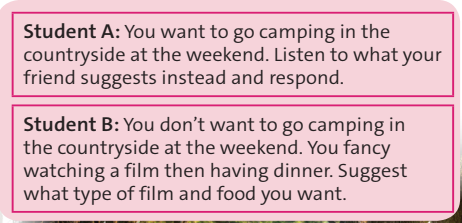 Student A: You want to go camping in the
countryside at the weekend. Listen to what your
friend suggests instead and respond.
Student B: You don't want to go camping in
the countryside at the weekend. You fancy
watching a film then having dinner. Suggest
what type of film and food you want.